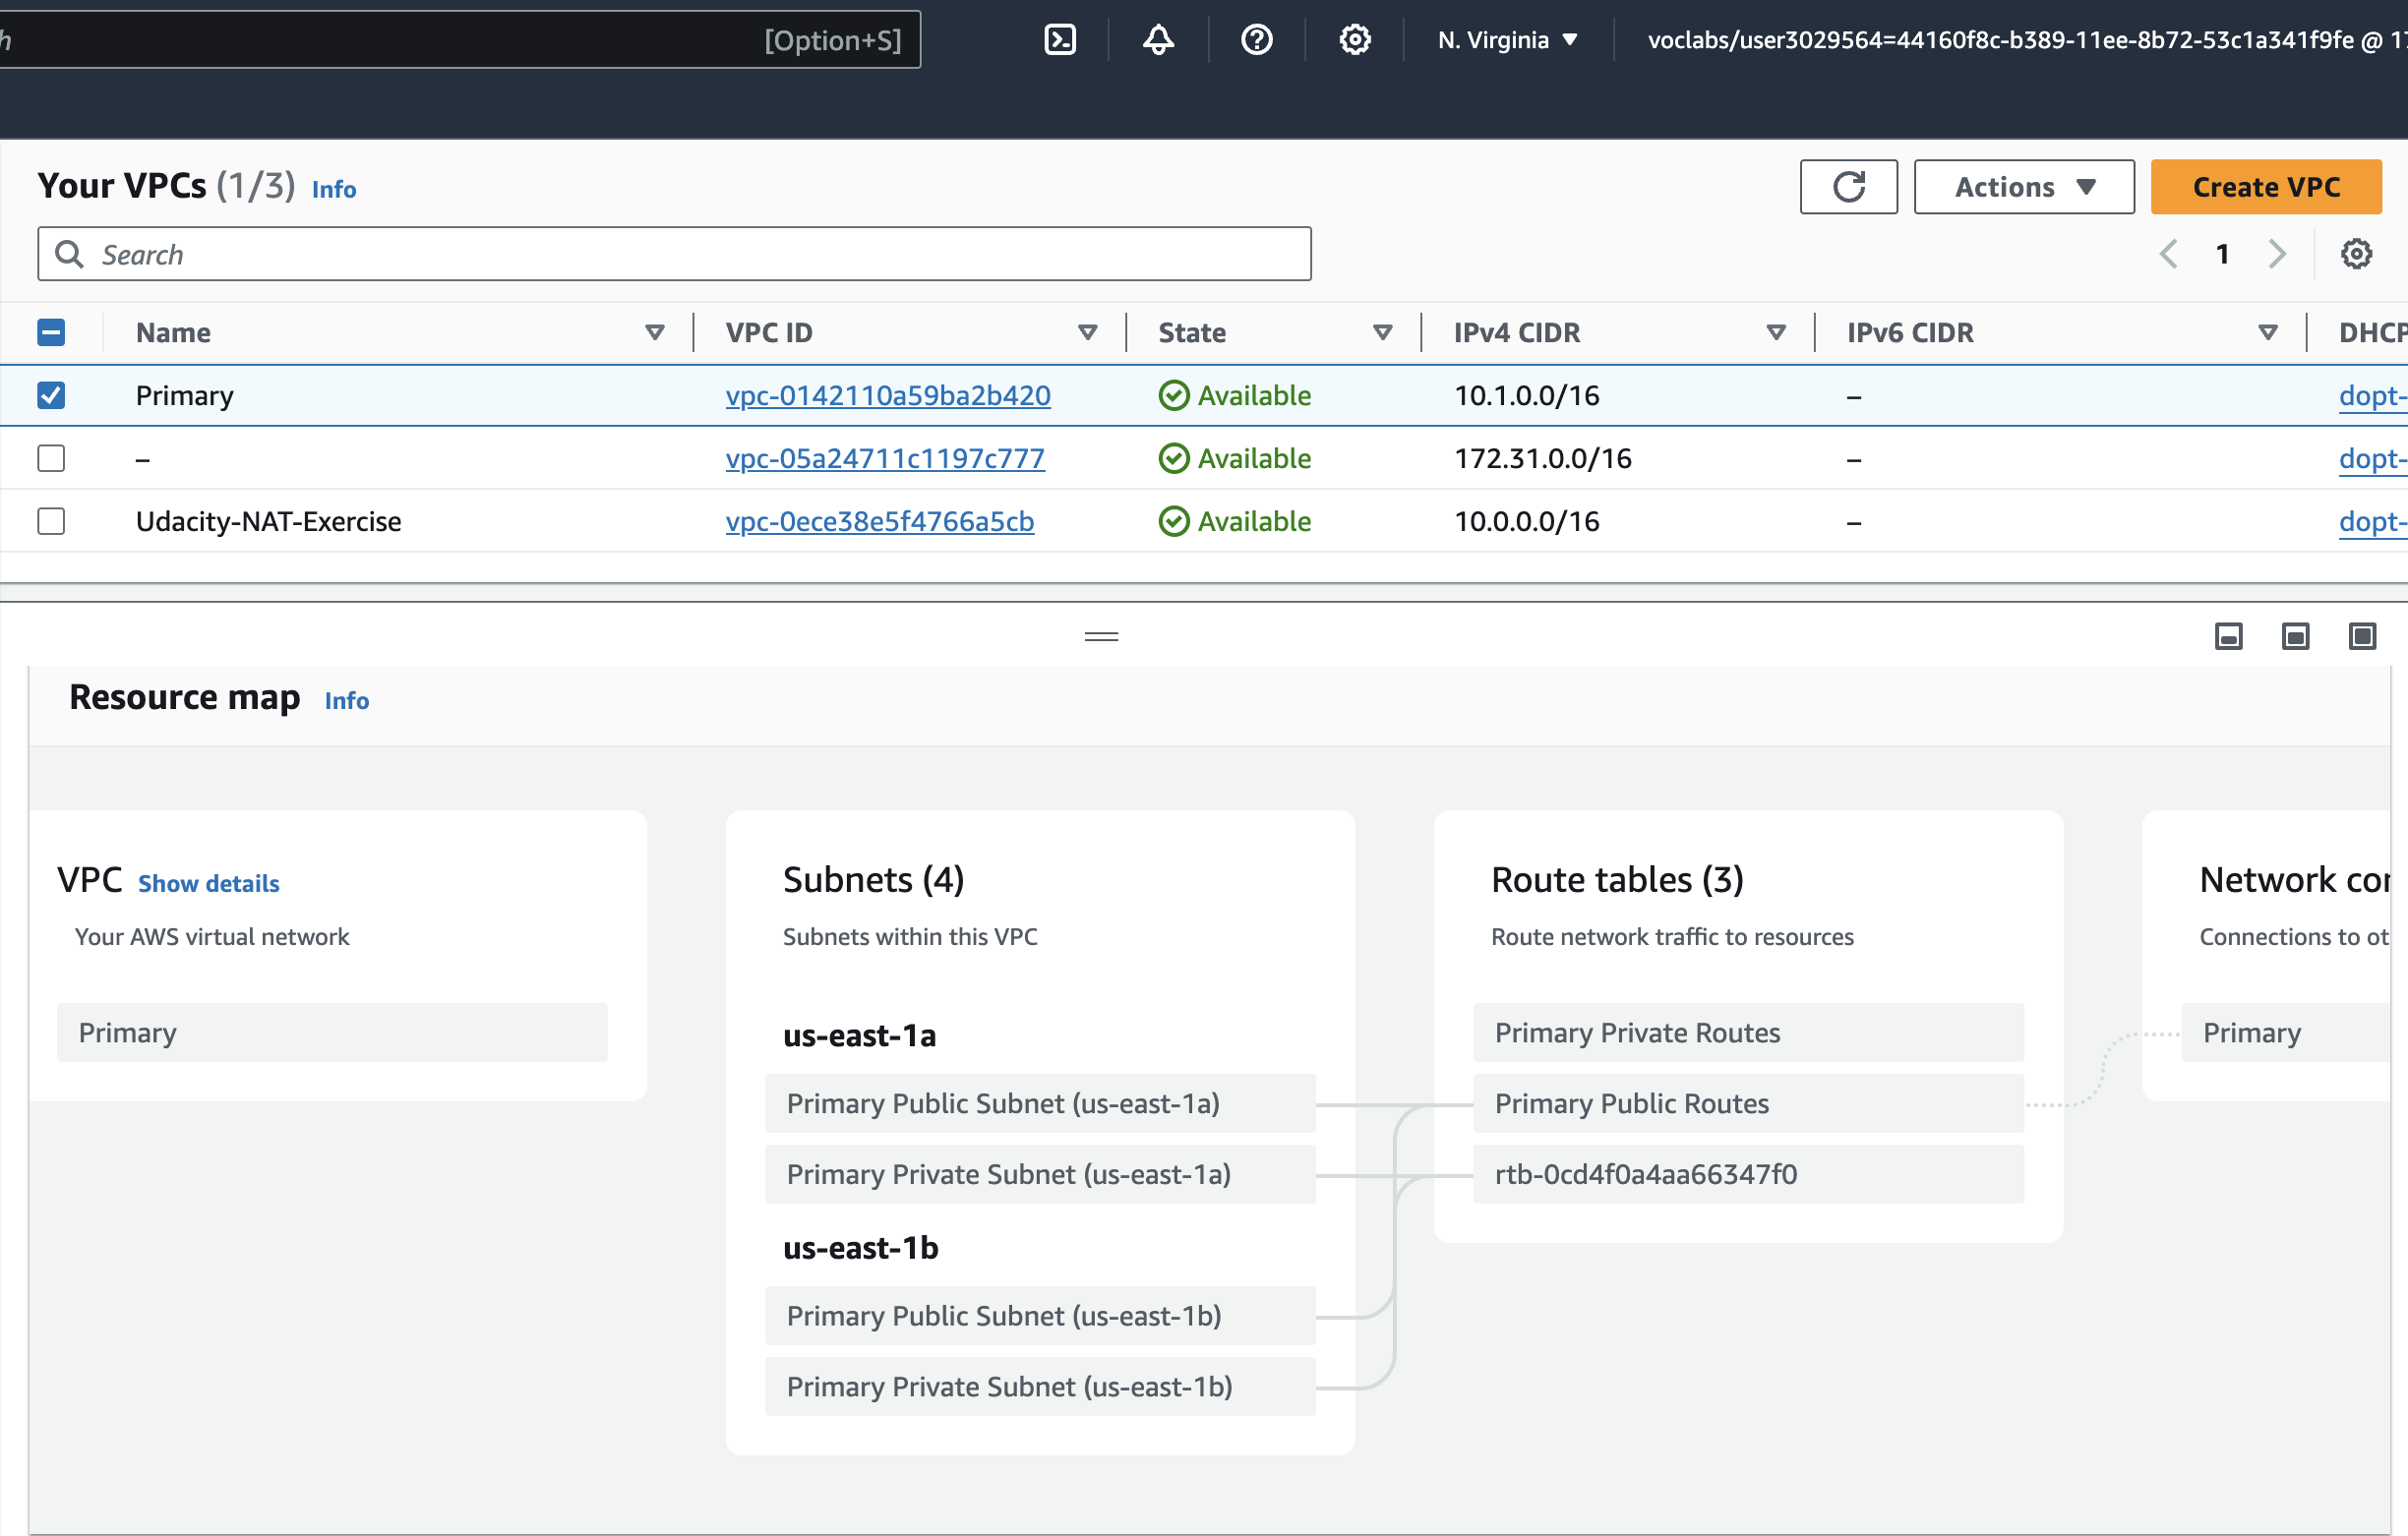 [Option+S] N. Virginia voclabs/user3029564=44160f8c-b389-11ee-8b72-53c1a341f9fe @
Your VPCs (1/3) Info Actions Create VPC
Search 1
Name VPC ID State IPv4 CIDR IPv6 CIDR DHCP
Primary vpc-0142110a59ba2b420 Available 10.1.0.0/16 – dopt-
– vpc-05a24711c1197c777 Available 172.31.0.0/16 – dopt-
Udacity-NAT-Exercise vpc-0ece38e5f4766a5cb Available 10.0.0.0/16 – dopt-
Resource map Info
VPC Show details
Your AWS virtual network
Primary
Subnets (4)
Subnets within this VPC
us-east-1a
Primary Public Subnet (us-east-1a)
Primary Private Subnet (us-east-1a)
us-east-1b
Primary Public Subnet (us-east-1b)
Primary Private Subnet (us-east-1b)
Route tables (3)
Route network traffic to resources
Primary Private Routes
Primary Public Routes
rtb-0cd4f0a4aa66347f0
Network
Connections to
Primary